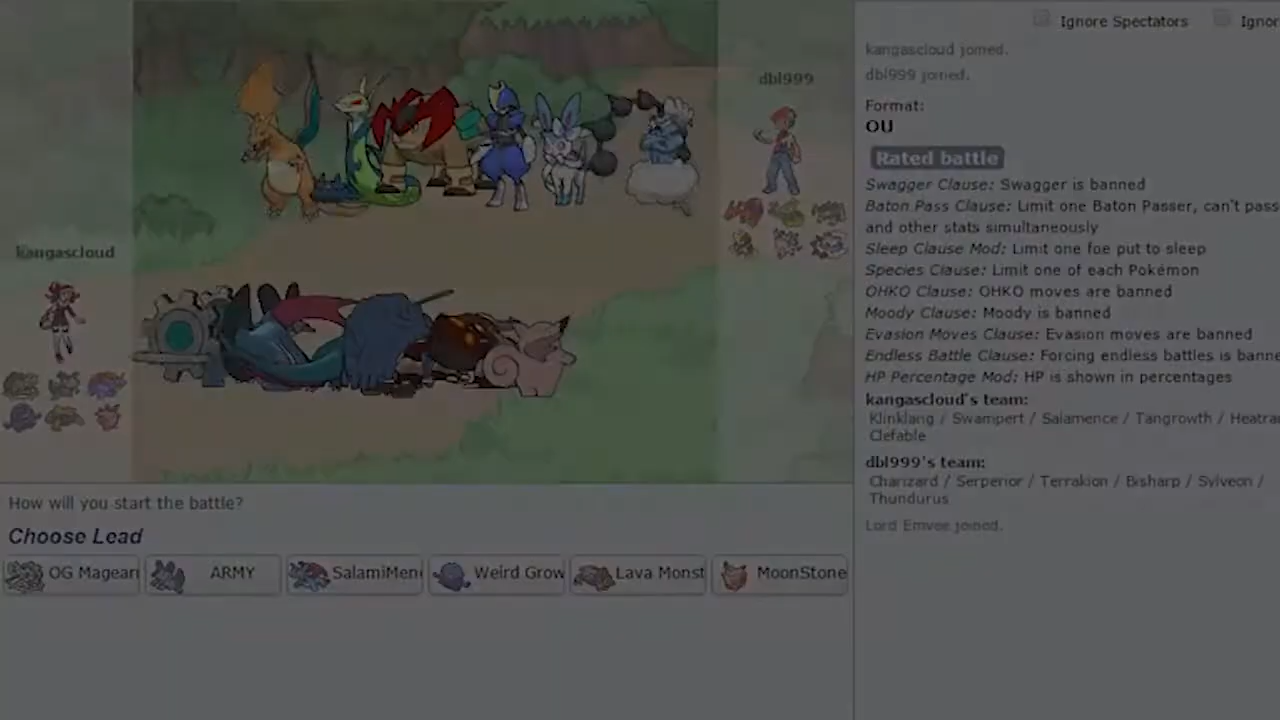 Ignore Spectators
kangascloud joined.
dbl999 joined.
Format:
OU
Rated battle
Swagger Clause: Swagger is banned
Baton Pass Clause: Limit one Baton Passer, can't pass
and other stats simultaneously
Sleep Clause Mod: Limit one foe put to sleep
Species Clause: Limit one of each Pokémon
OHKO Clause: OHKO moves are banned
Moody Clause: Moody is banned
Evasion Moves Clause: Evasion moves are banned
Endless Battle Clause: Forcing endless battles is banne
HP Percentage Mod: HP is shown in percentages
kangascloud's team:
Klinklang / Swampert / Salamence / Tangrowth / Heatra
Clefable
dbl999's team:
Charizard / Serperior / Terrakion / Bisharp / Sylveon /
Thundurus
Lord Emvee joined.
dbl999
kangascloud
How will you start the battle?
Choose Lead
OG Magear
ARMY
SalamiMen
Weird Grow
Lava Monst
MoonStone